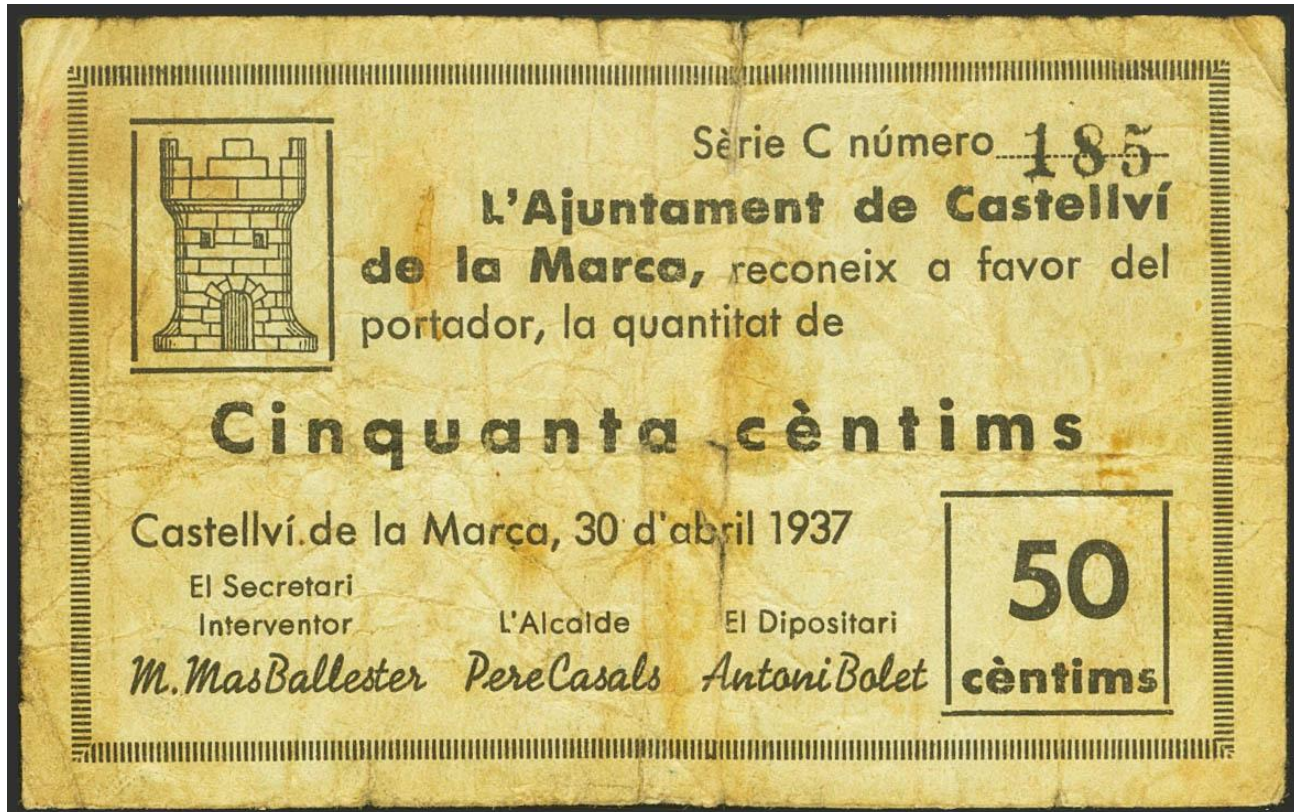 Sèrie C número 185
L'Ajuntament de Castellví
de la Marca, reconeix a favor del
portador, la quantitat de
Cinquanta cèntims
Castellví de la Marca, 30 d'abril 1937
El Secretari
Interventor
M. Mas Ballester
L'Alcalde
Pere Casals
El Dipositari
Antoni Bolet
50
cèntims